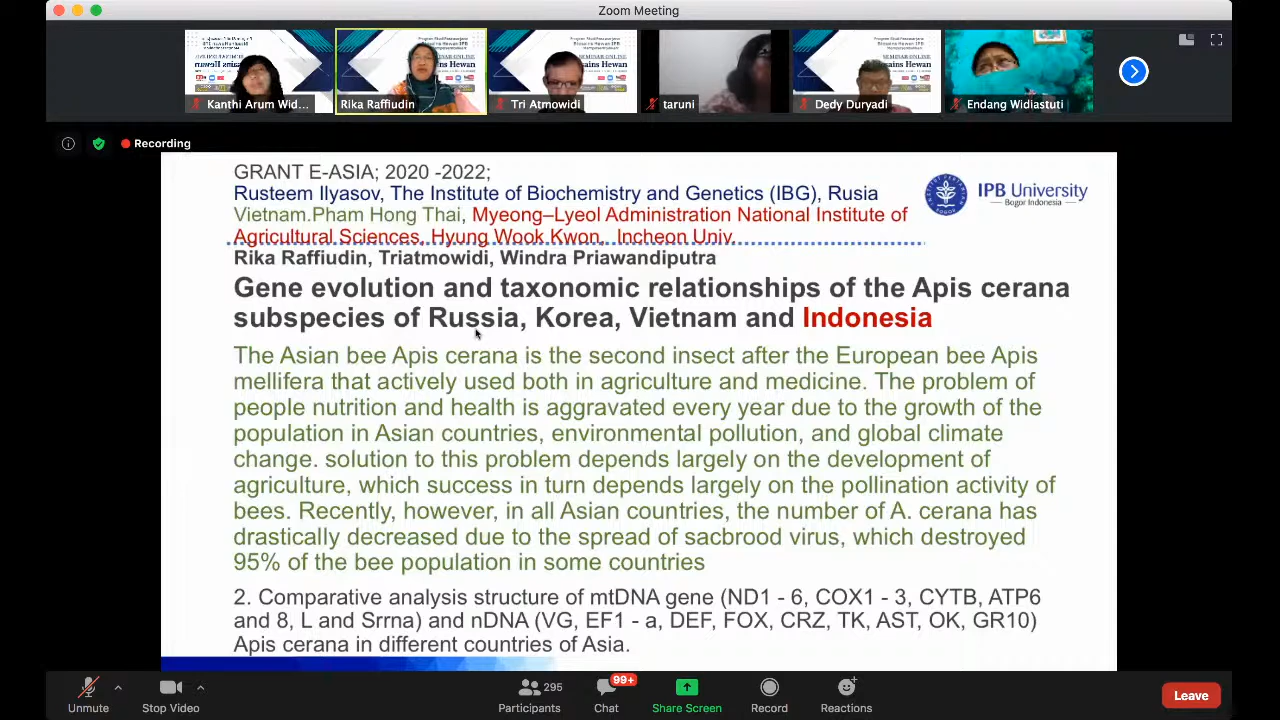 Zoom Meeting
Kanthi Arum Wid...
Rika Raffiudin
Tri Atmowidi
taruni
Dedy Duryadi
Endang Widiastuti
Recording
GRANT E-ASIA; 2020 -2022;
Rusteem Ilyasov, The Institute of Biochemistry and Genetics (IBG), Rusia
Vietnam.Pham Hong Thai, Myeong–Lyeol Administration National Institute of
Agricultural Sciences, Hyung Wook Kwon, Incheon Univ.
IPB University
Bogor Indonesia
Rika Raffiudin, Triatmowidi, Windra Priawandiputra
Gene evolution and taxonomic relationships of the Apis cerana
subspecies of Russia, Korea, Vietnam and Indonesia
The Asian bee Apis cerana is the second insect after the European bee Apis
mellifera that actively used both in agriculture and medicine. The problem of
people nutrition and health is aggravated every year due to the growth of the
population in Asian countries, environmental pollution, and global climate
change. solution to this problem depends largely on the development of
agriculture, which success in turn depends largely on the pollination activity of
bees. Recently, however, in all Asian countries, the number of A. cerana has
drastically decreased due to the spread of sacbrood virus, which destroyed
95% of the bee population in some countries
2. Comparative analysis structure of mtDNA gene (ND1 - 6, COX1 - 3, CYTB, ATP6
and 8, L and Srrna) and nDNA (VG, EF1 - a, DEF, FOX, CRZ, TK, AST, OK, GR10)
Apis cerana in different countries of Asia.
Unmute
Stop Video
295
Participants
99+
Chat
Share Screen
Record
Reactions
Leave